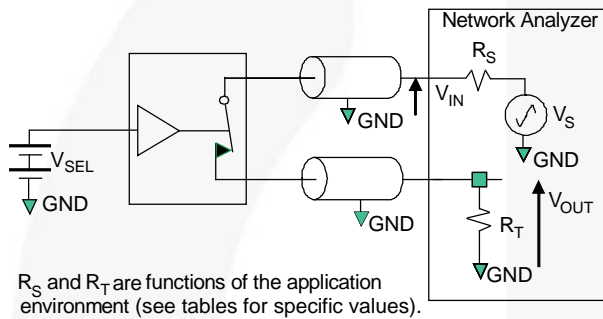 Network Analyzer
R_S
V_IN
V_S
GND
GND
V_SEL
GND
GND
V_OUT
R_T
GND
R_S and R_T are functions of the application
environment (see tables for specific values).